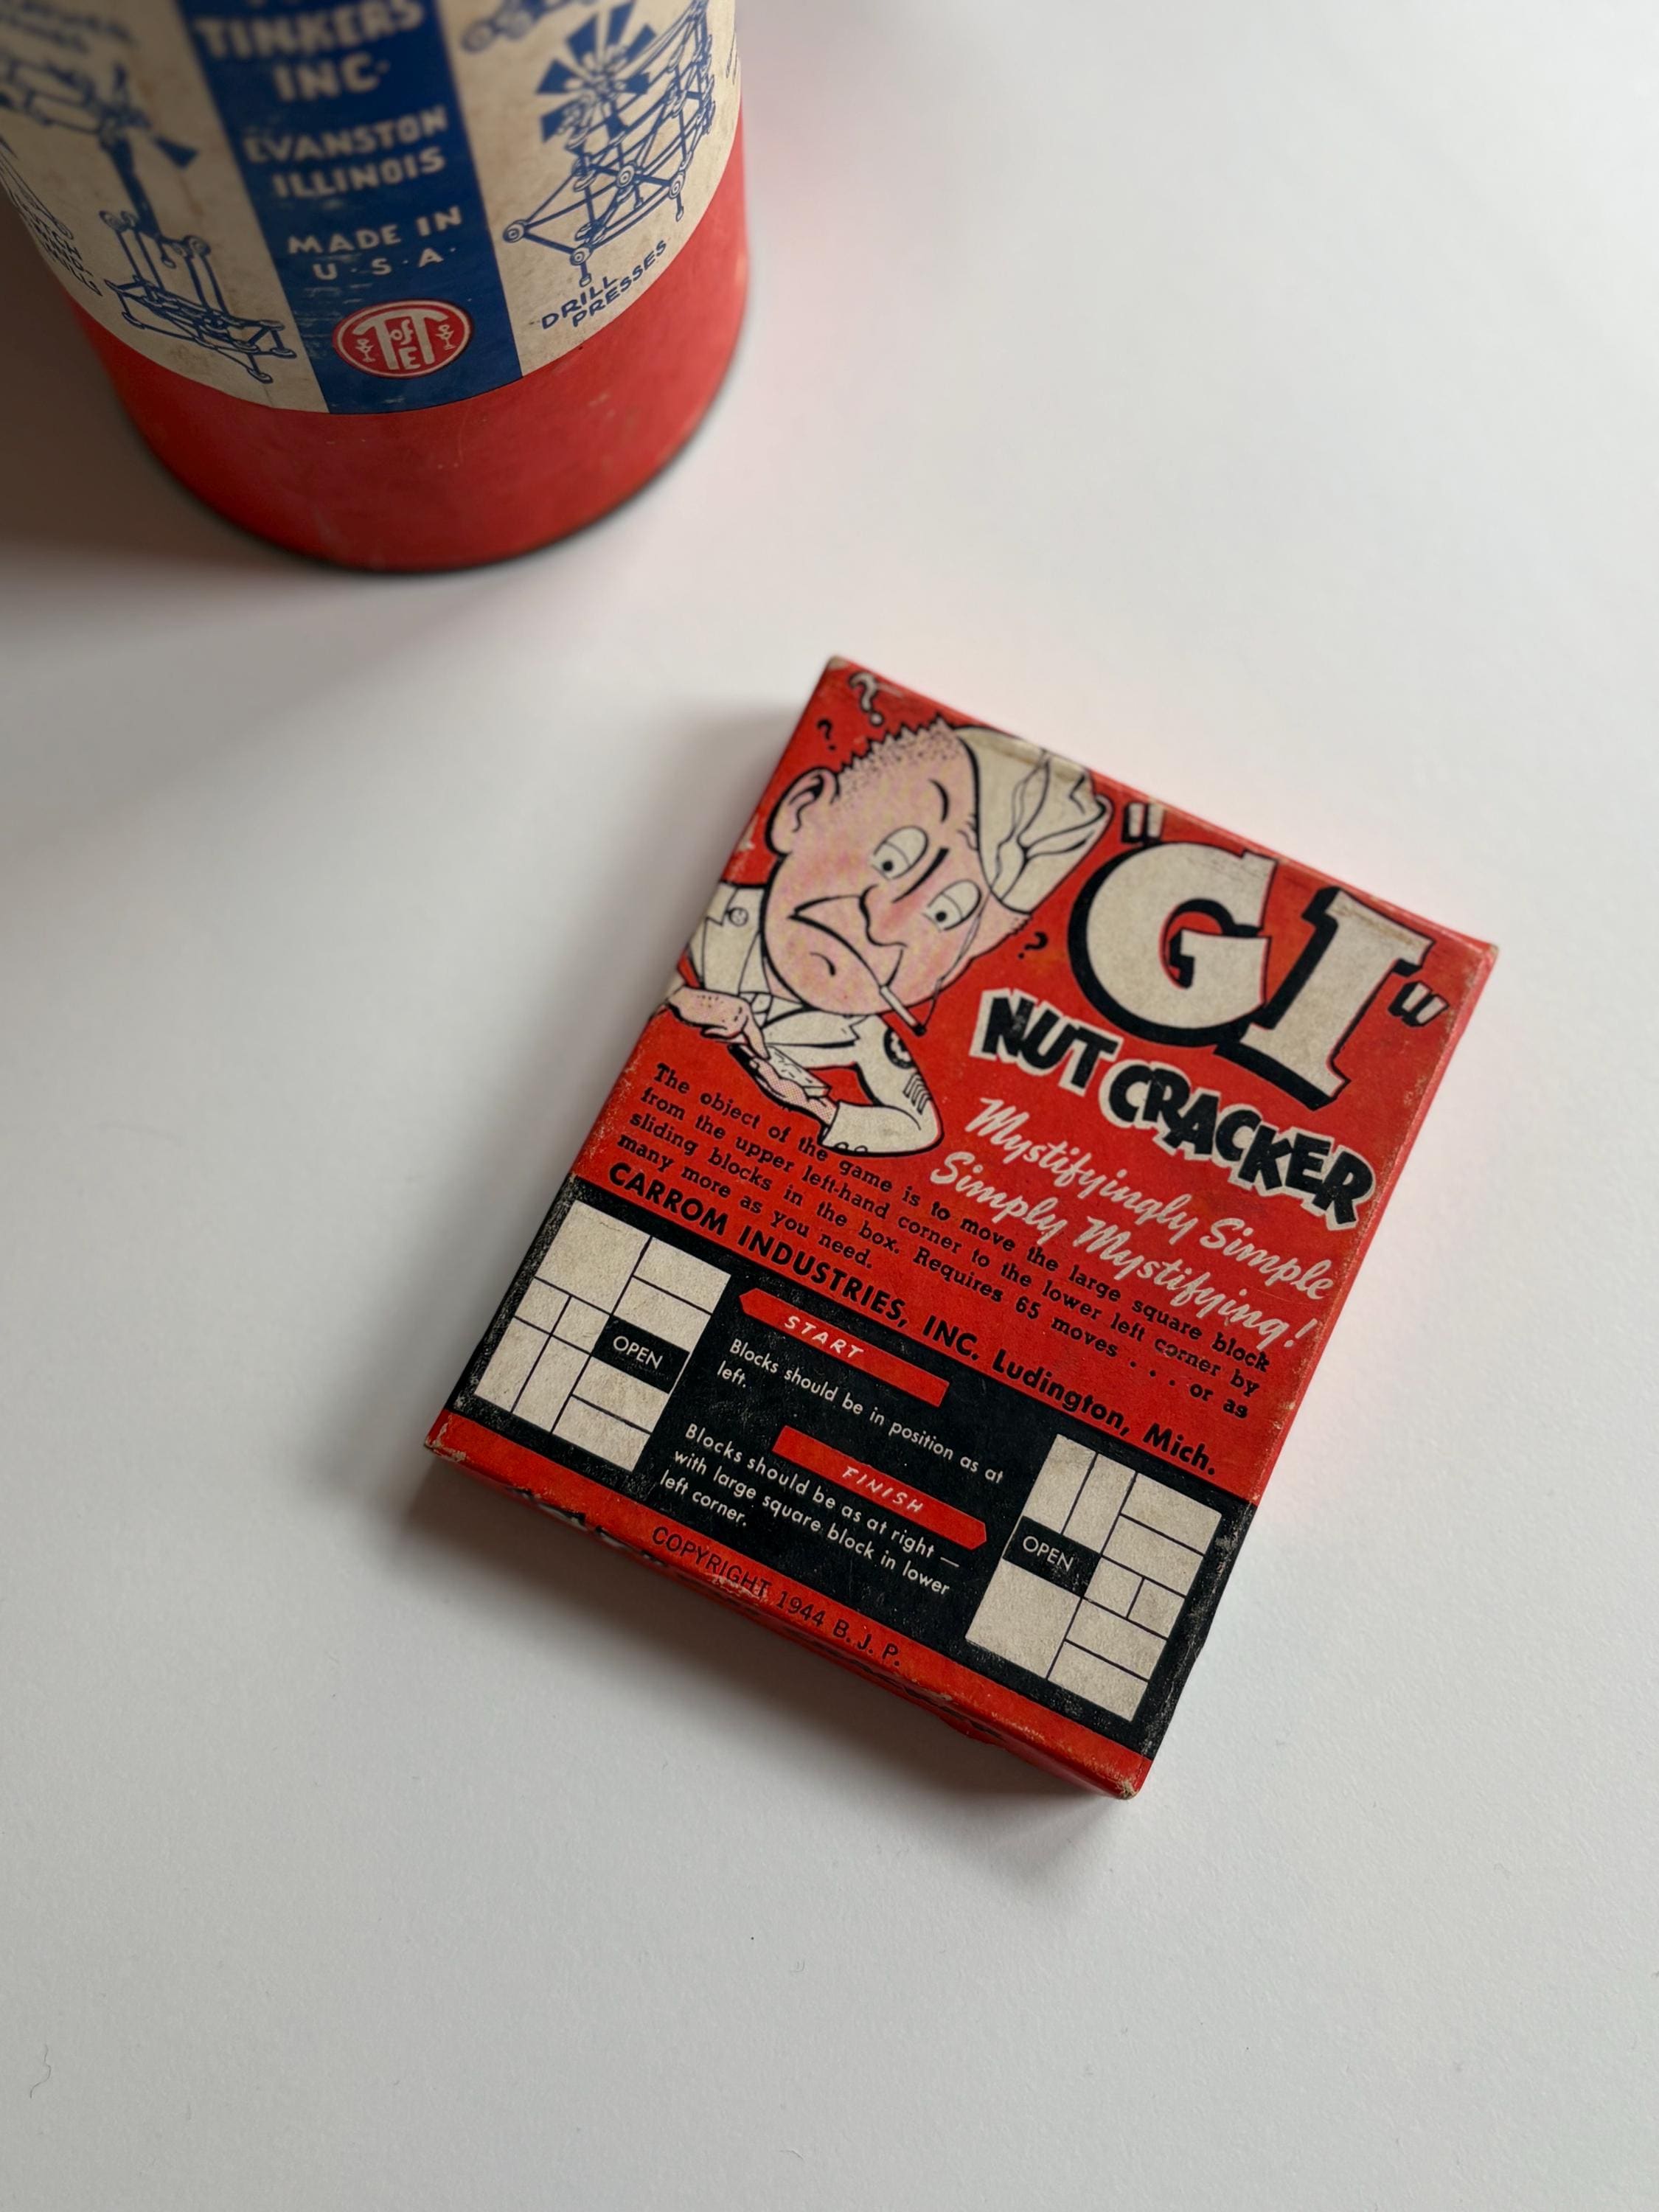 TINKERS
INC.
EVANSTON
ILLINOIS
MADE IN
U·S·A·
T of E T
DRILL
PRESSES
? ? ?
"GI"
NUT CRACKER
Mystifyingly Simple
Simply Mystifying!
The object of the game is to move the large square block
from the upper left-hand corner to the lower left corner by
sliding blocks in the box. Requires 65 moves . . . or as
many more as you need.
CARROM INDUSTRIES, INC. Ludington, Mich.
OPEN
START
Blocks should be in position as at
left.
FINISH
Blocks should be as at right —
with large square block in lower
left corner.
OPEN
COPYRIGHT 1944 B. J. P.